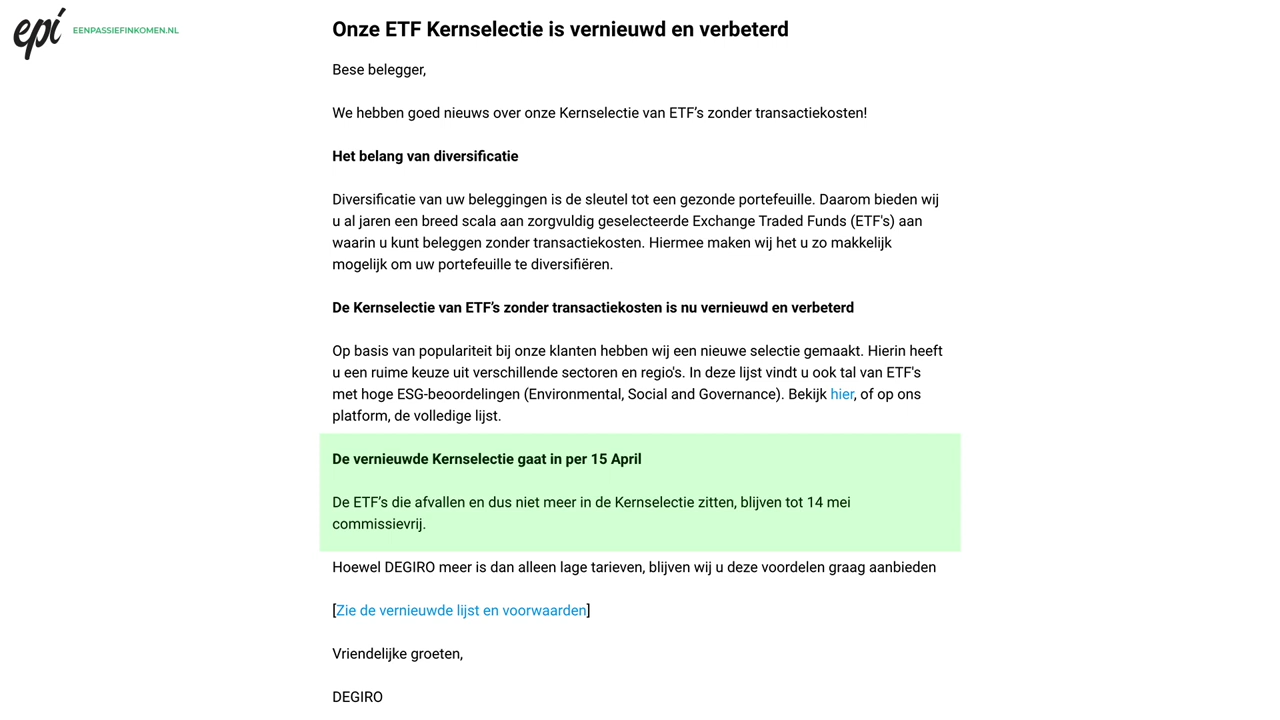 epi
EENPASSIEFINKOMEN.NL
Onze ETF Kernselectie is vernieuwd en verbeterd
Bese belegger,
We hebben goed nieuws over onze Kernselectie van ETF’s zonder transactiekosten!
Het belang van diversificatie
Diversificatie van uw beleggingen is de sleutel tot een gezonde portefeuille. Daarom bieden wij
u al jaren een breed scala aan zorgvuldig geselecteerde Exchange Traded Funds (ETF's) aan
waarin u kunt beleggen zonder transactiekosten. Hiermee maken wij het u zo makkelijk
mogelijk om uw portefeuille te diversifiëren.
De Kernselectie van ETF’s zonder transactiekosten is nu vernieuwd en verbeterd
Op basis van populariteit bij onze klanten hebben wij een nieuwe selectie gemaakt. Hierin heeft
u een ruime keuze uit verschillende sectoren en regio's. In deze lijst vindt u ook tal van ETF's
met hoge ESG-beoordelingen (Environmental, Social and Governance). Bekijk hier, of op ons
platform, de volledige lijst.
De vernieuwde Kernselectie gaat in per 15 April
De ETF’s die afvallen en dus niet meer in de Kernselectie zitten, blijven tot 14 mei
commissievrij.
Hoewel DEGIRO meer is dan alleen lage tarieven, blijven wij u deze voordelen graag aanbieden
[Zie de vernieuwde lijst en voorwaarden]
Vriendelijke groeten,
DEGIRO